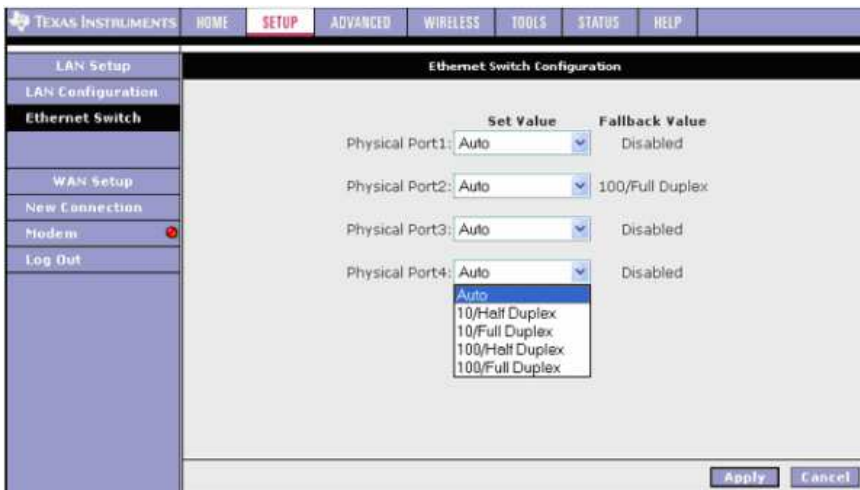 TEXAS INSTRUMENTS HOME SETUP ADVANCED WIRELESS TOOLS STATUS HELP
LAN Setup
LAN Configuration
Ethernet Switch
WAN Setup
New Connection
Modem
Log Out
Ethernet Switch Configuration
Set Value Fallback Value
Physical Port1: Auto Disabled
Physical Port2: Auto 100/Full Duplex
Physical Port3: Auto Disabled
Physical Port4: Auto Disabled
Auto
10/Half Duplex
10/Full Duplex
100/Half Duplex
100/Full Duplex
Apply Cancel